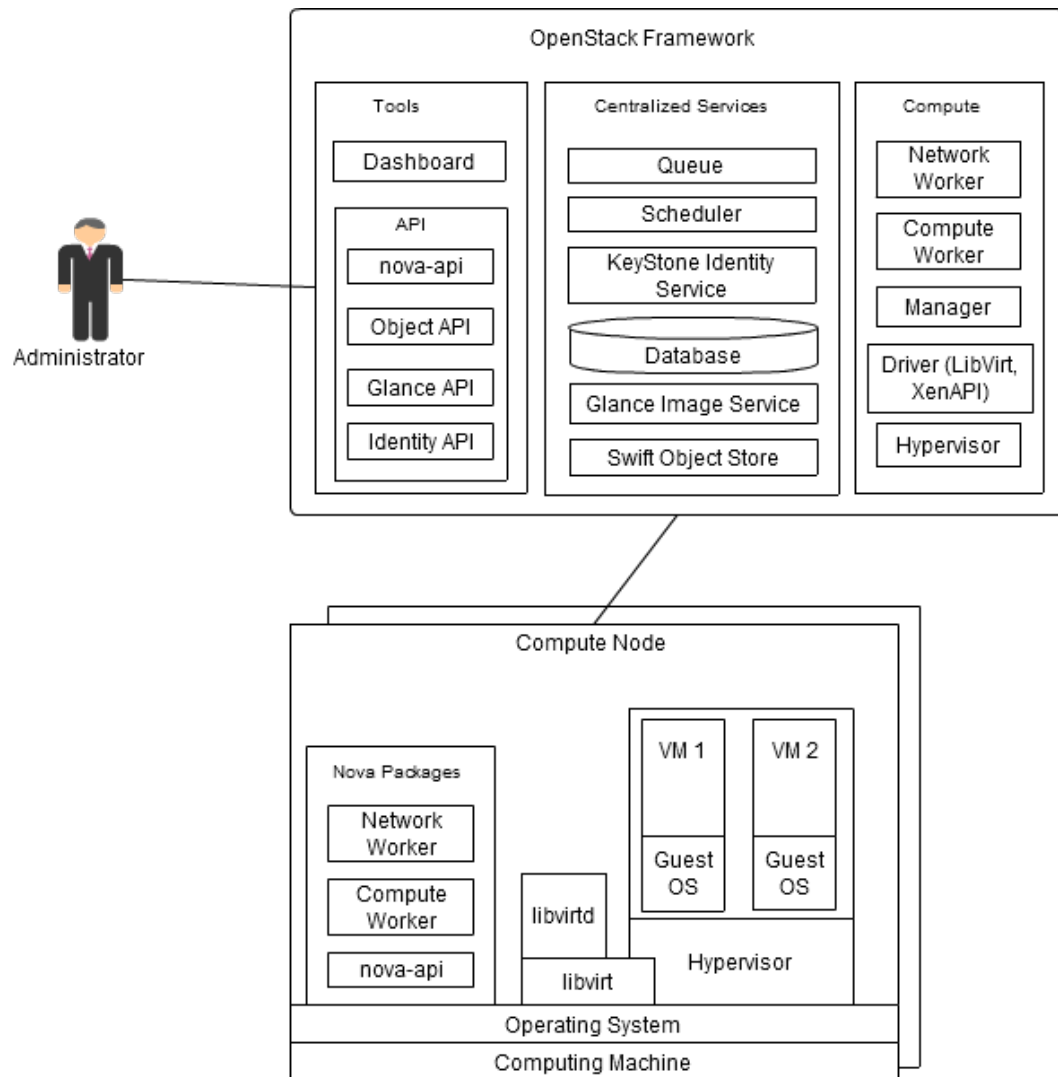 OpenStack Framework
Tools
Dashboard
API
nova-api
Object API
Glance API
Identity API
Centralized Services
Queue
Scheduler
KeyStone Identity
Service
Database
Glance Image Service
Swift Object Store
Compute
Network
Worker
Compute
Worker
Manager
Driver (LibVirt,
XenAPI)
Hypervisor
Administrator
Compute Node
Nova Packages
Network
Worker
Compute
Worker
nova-api
libvirtd
libvirt
VM 1
Guest
OS
VM 2
Guest
OS
Hypervisor
Operating System
Computing Machine